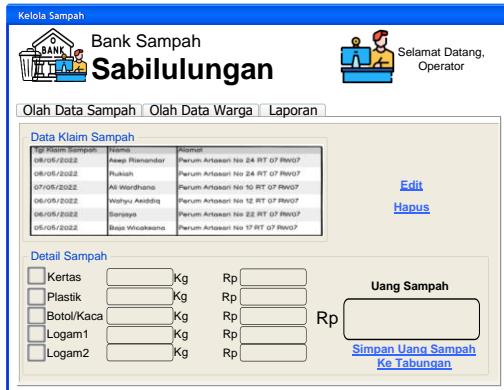 Kelola Sampah
BANK
Bank Sampah
Sabilulungan
Selamat Datang,
Operator
Olah Data Sampah Olah Data Warga Laporan
Data Klaim Sampah
Tgl Klaim Sampah Nama Alamat
08/05/2022 Asep Risnandar Perum Artasari No 24 RT 07 RW07
08/05/2022 Rukiah Perum Artasari No 24 RT 07 RW07
07/05/2022 Ali Wardhana Perum Artasari No 10 RT 07 RW07
06/05/2022 Wahyu Asiddiq Perum Artasari No 12 RT 07 RW07
06/05/2022 Sanjaya Perum Artasari No 22 RT 07 RW07
05/05/2022 Baja Wicaksana Perum Artasari No 17 RT 07 RW07
Edit
Hapus
Detail Sampah
Kertas Kg Rp
Plastik Kg Rp
Botol/Kaca Kg Rp
Logam1 Kg Rp
Logam2 Kg Rp
Uang Sampah
Rp
Simpan Uang Sampah
Ke Tabungan